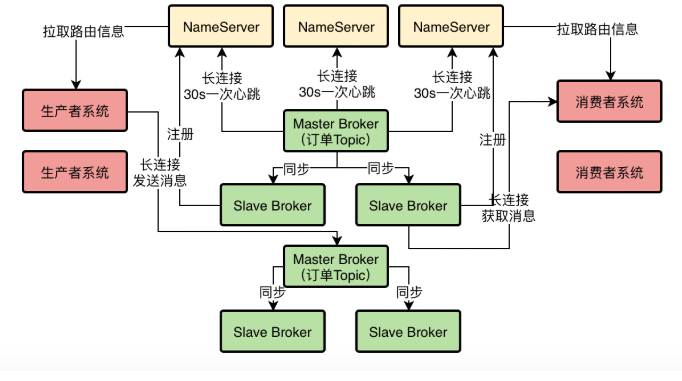 NameServer
NameServer
NameServer
拉取路由信息
拉取路由信息
长连接
30s一次心跳
长连接
30s一次心跳
长连接
30s一次心跳
生产者系统
消费者系统
Master Broker
（订单Topic）
注册
注册
生产者系统
长连接
发送消息
同步
同步
消费者系统
Slave Broker
Slave Broker
长连接
获取消息
Master Broker
（订单Topic）
同步
同步
Slave Broker
Slave Broker